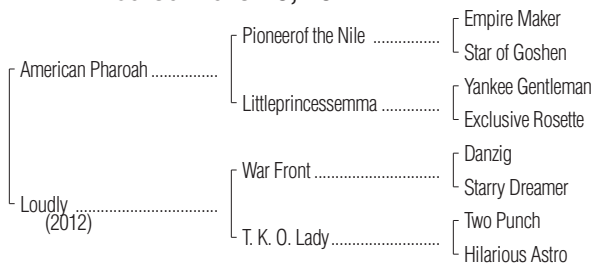 Empire Maker
Pioneerof the Nile ................
Star of Goshen
American Pharoah ................
Yankee Gentleman
Littleprincessemma ..............
Exclusive Rosette
Danzig
War Front ..............................
Starry Dreamer
Loudly ..................................
(2012)
Two Punch
T. K. O. Lady..........................
Hilarious Astro